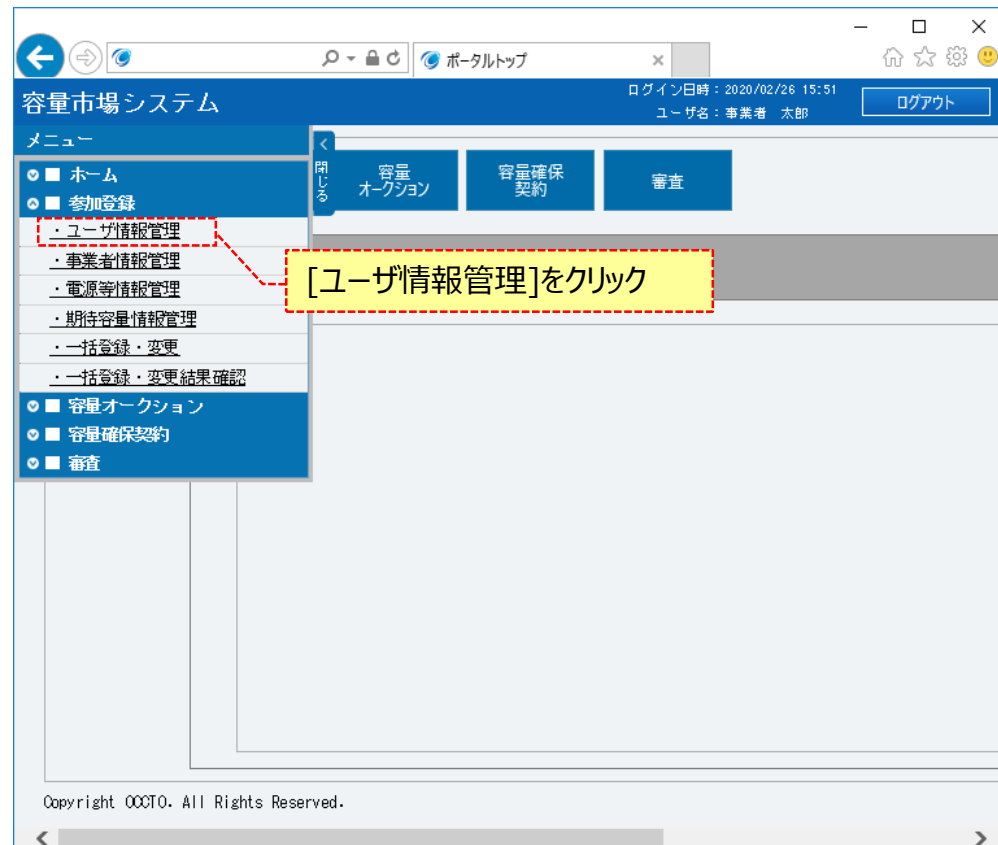 ポータルトップ
容量市場システム
ログイン日時：2020/02/26 15:51
ユーザ名：事業者 太郎
ログアウト
メニュー
閉じる
ホーム
参加登録
・ユーザ情報管理
・事業者情報管理
・電源等情報管理
・期待容量情報管理
・一括登録・変更
・一括登録・変更結果確認
容量オークション
容量確保契約
審査
容量
オークション
容量確保
契約
審査
[ユーザ情報管理]をクリック
Copyright OCCTO. All Rights Reserved.